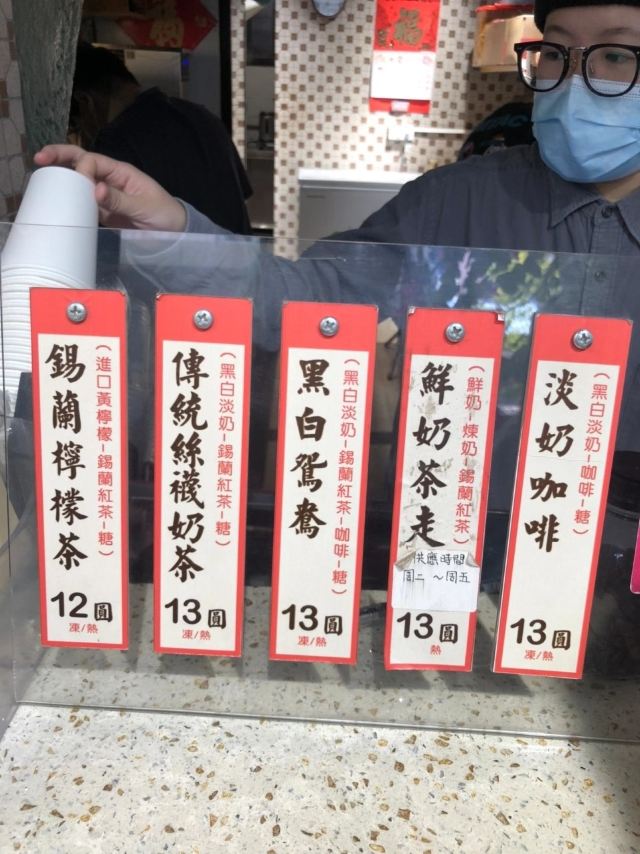 福
福
錫蘭檸檬茶
(進口黃檸檬-錫蘭紅茶-糖)
12圓
凍/熱
傳統絲襪奶茶
(黑白淡奶-錫蘭紅茶-糖)
13圓
凍/熱
黑白鴛鴦
(黑白淡奶-錫蘭紅茶-咖啡-糖)
13圓
凍/熱
鮮奶茶走
(鮮奶-煉奶-錫蘭紅茶)
供應時間
周二～周五
13圓
熱
淡奶咖啡
(黑白淡奶-咖啡-糖)
13圓
凍/熱